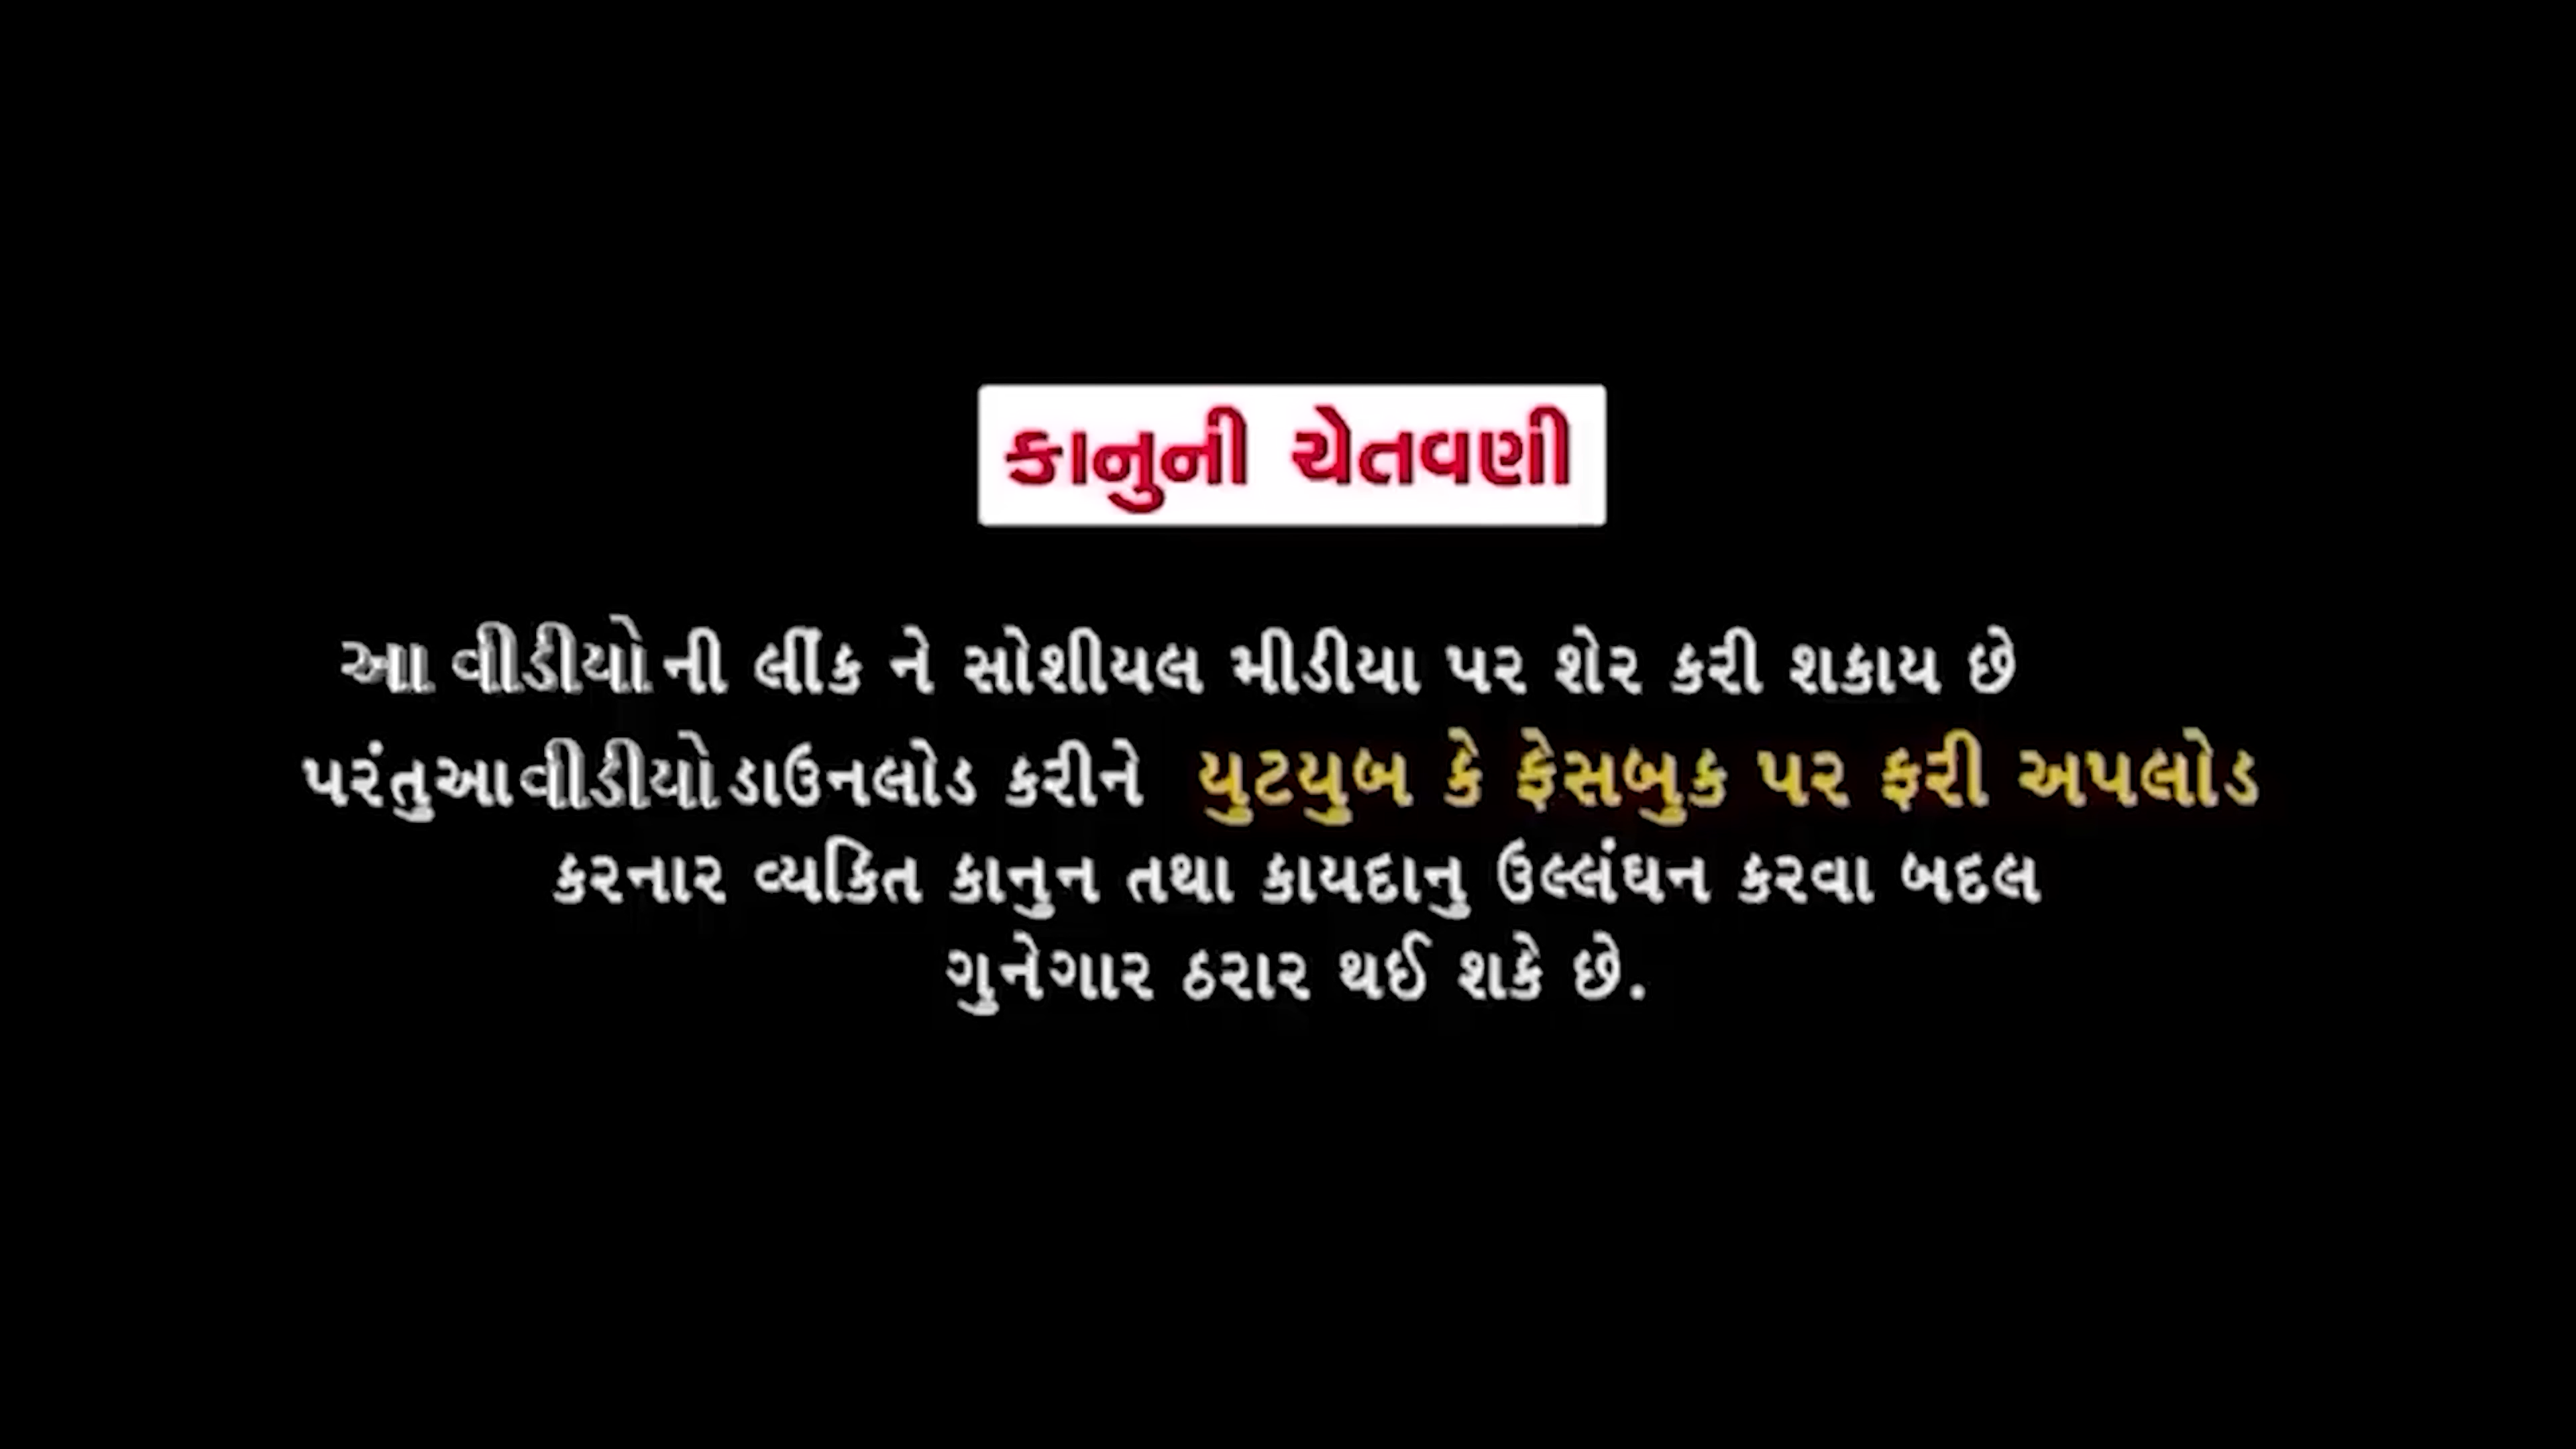 કાનુની ચેતવણી
આ વીડીયો ની લીંક ને સોશીયલ મીડીયા પર શેર કરી શકાય છે
પરંતુ આ વીડીયો ડાઉનલોડ કરીને યુટયુબ કે ફેસબુક પર ફરી અપલોડ
કરનાર વ્યકિત કાનુન તથા કાયદાનુ ઉલ્લંઘન કરવા બદલ
ગુનેગાર ઠરાર થઈ શકે છે.